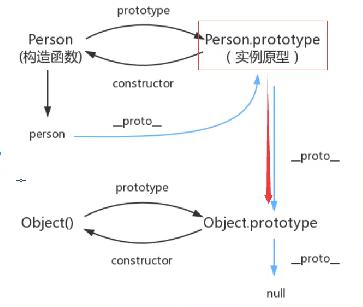 prototype
Person
(构造函数)
Person.prototype
(实例原型)
constructor
person
__proto__
__proto__
prototype
Object()
Object.prototype
constructor
__proto__
null